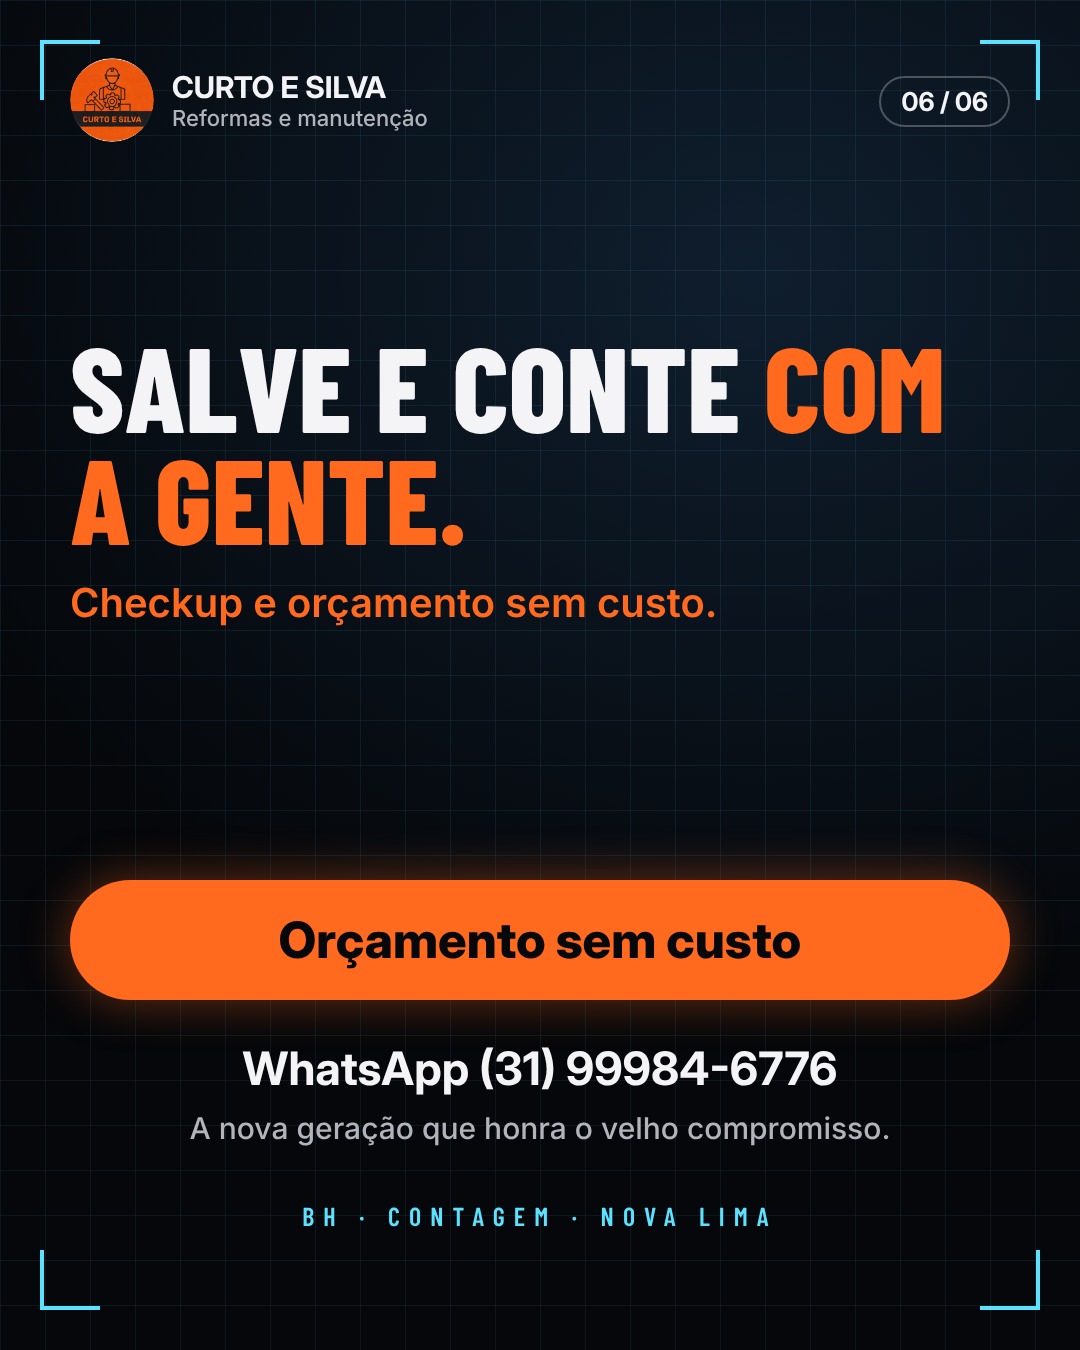 CURTO E SILVA
CURTO E SILVA
Reformas e manutenção
06 / 06
SALVE E CONTE COM
A GENTE.
Checkup e orçamento sem custo.
Orçamento sem custo
WhatsApp (31) 99984-6776
A nova geração que honra o velho compromisso.
BH · CONTAGEM · NOVA LIMA